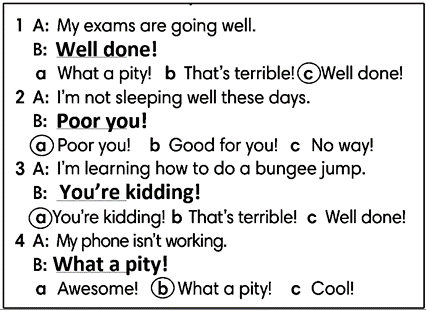 1 A: My exams are going well.
B: Well done!
a What a pity! b That's terrible! c Well done!
2 A: I'm not sleeping well these days.
B: Poor you!
a Poor you! b Good for you! c No way!
3 A: I'm learning how to do a bungee jump.
B: You're kidding!
a You're kidding! b That's terrible! c Well done!
4 A: My phone isn't working.
B: What a pity!
a Awesome! b What a pity! c Cool!